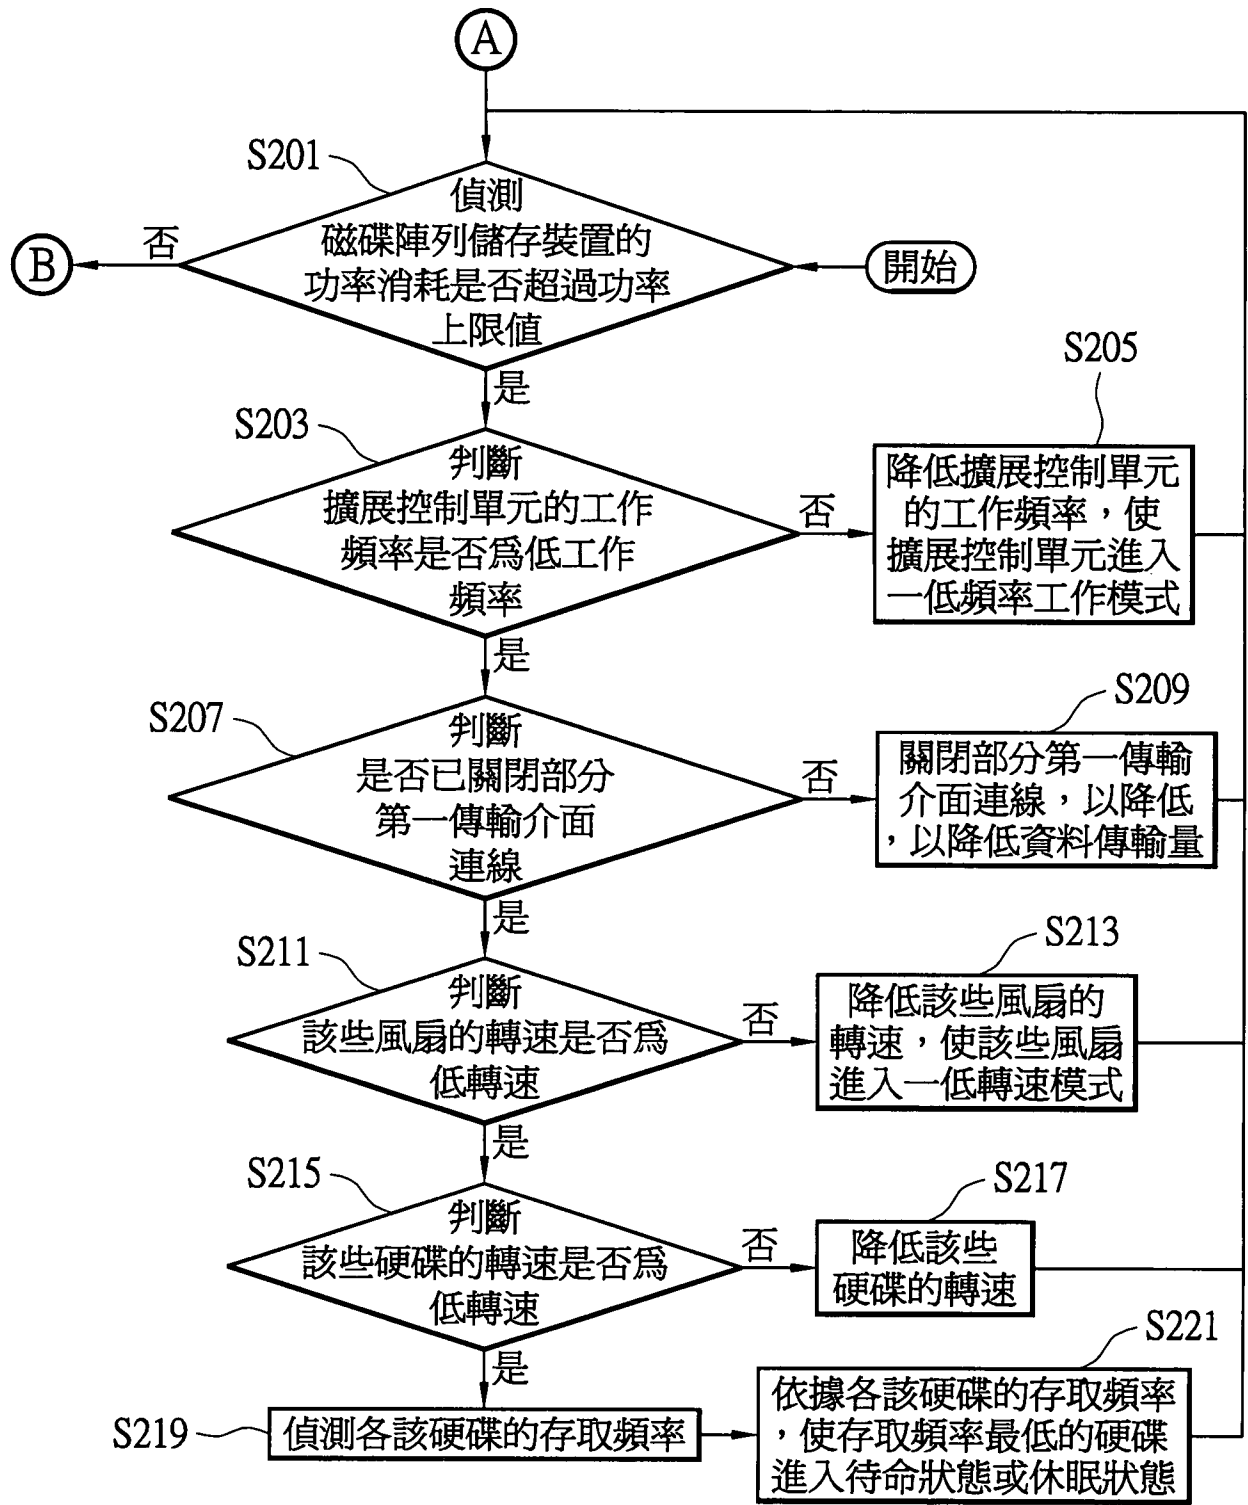 A
S201
偵測
磁碟陣列儲存裝置的
功率消耗是否超過功率
上限值
否
B
開始
是
S203
判斷
擴展控制單元的工作
頻率是否爲低工作
頻率
否
S205
降低擴展控制單元
的工作頻率，使
擴展控制單元進入
一低頻率工作模式
是
S207
判斷
是否已關閉部分
第一傳輸介面
連線
否
S209
關閉部分第一傳輸
介面連線，以降低
，以降低資料傳輸量
是
S211
判斷
該些風扇的轉速是否爲
低轉速
否
S213
降低該些風扇的
轉速，使該些風扇
進入一低轉速模式
是
S215
判斷
該些硬碟的轉速是否爲
低轉速
否
S217
降低該些
硬碟的轉速
是
S219
偵測各該硬碟的存取頻率
S221
依據各該硬碟的存取頻率
，使存取頻率最低的硬碟
進入待命狀態或休眠狀態